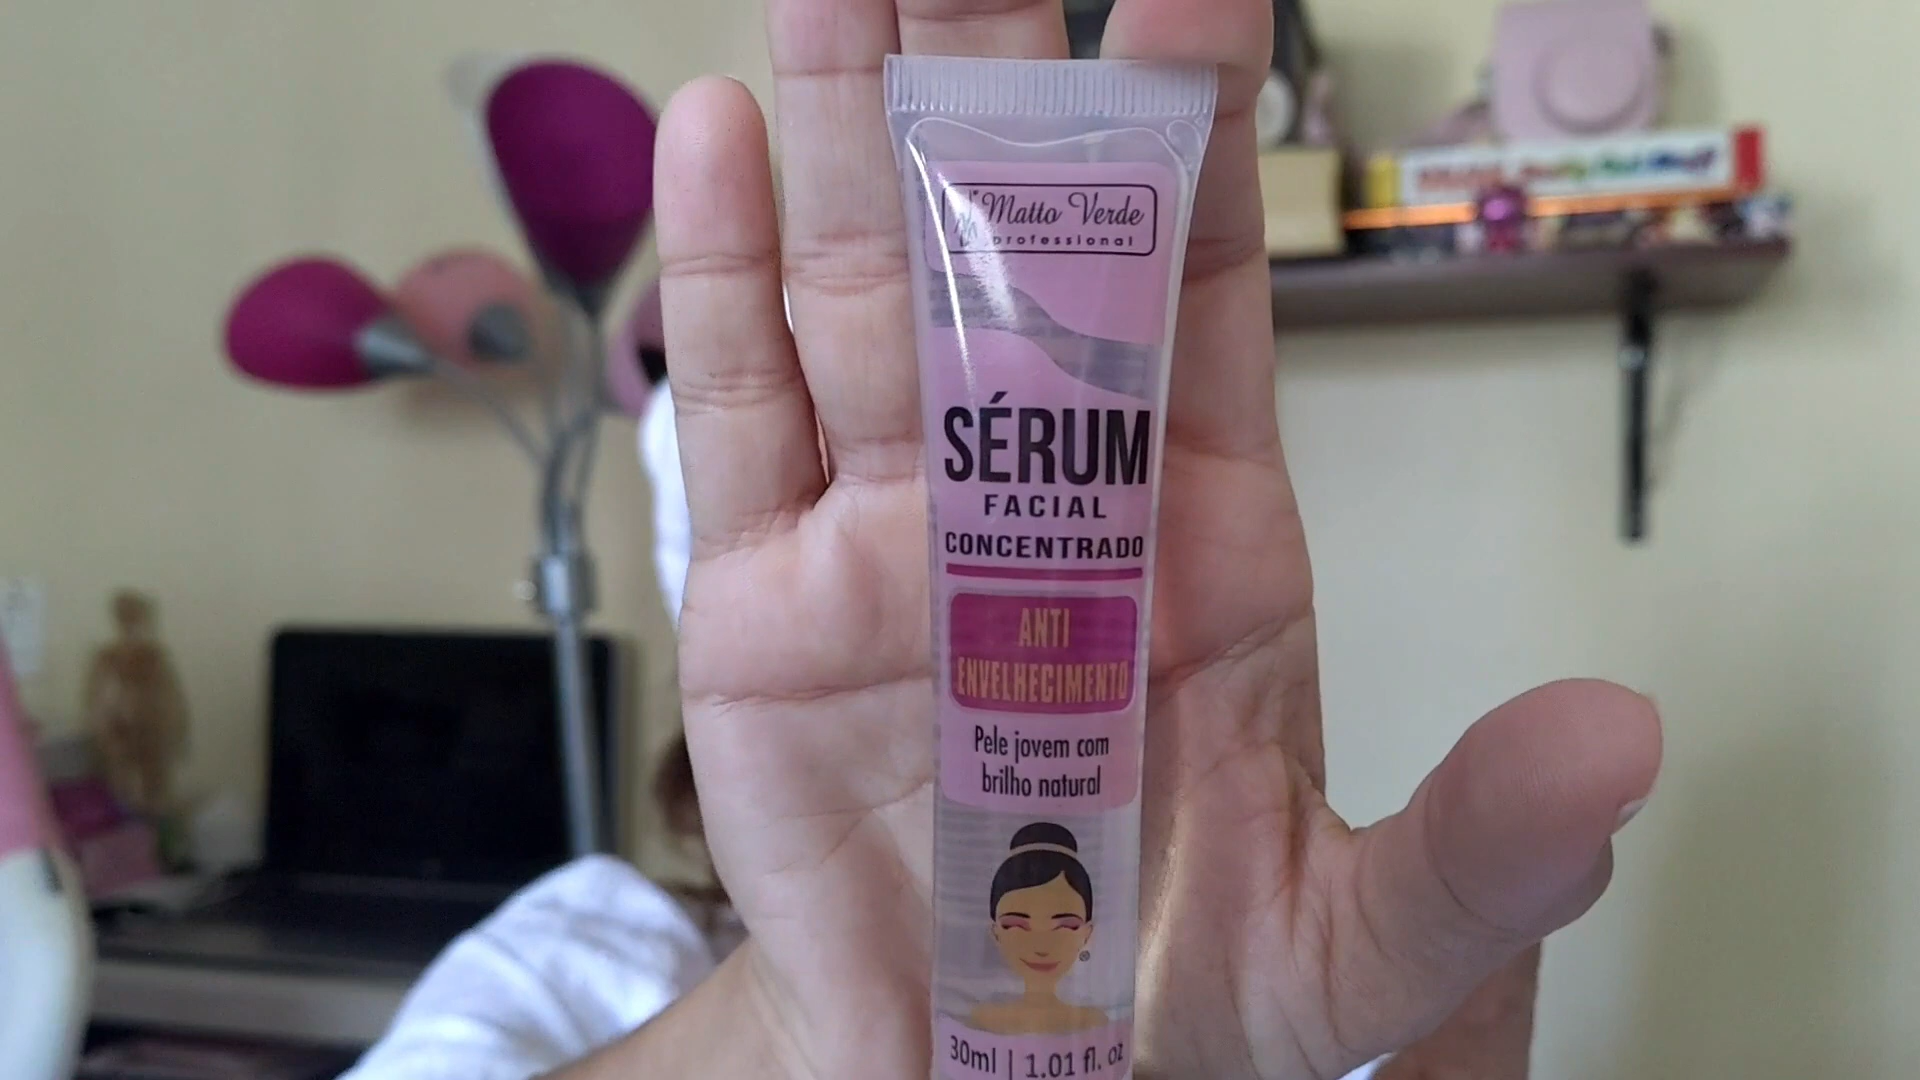 Matto Verde
professional
SÉRUM
FACIAL
CONCENTRADO
ANTI
ENVELHECIMENTO
Pele jovem com
brilho natural
30ml | 1.01 fl. oz